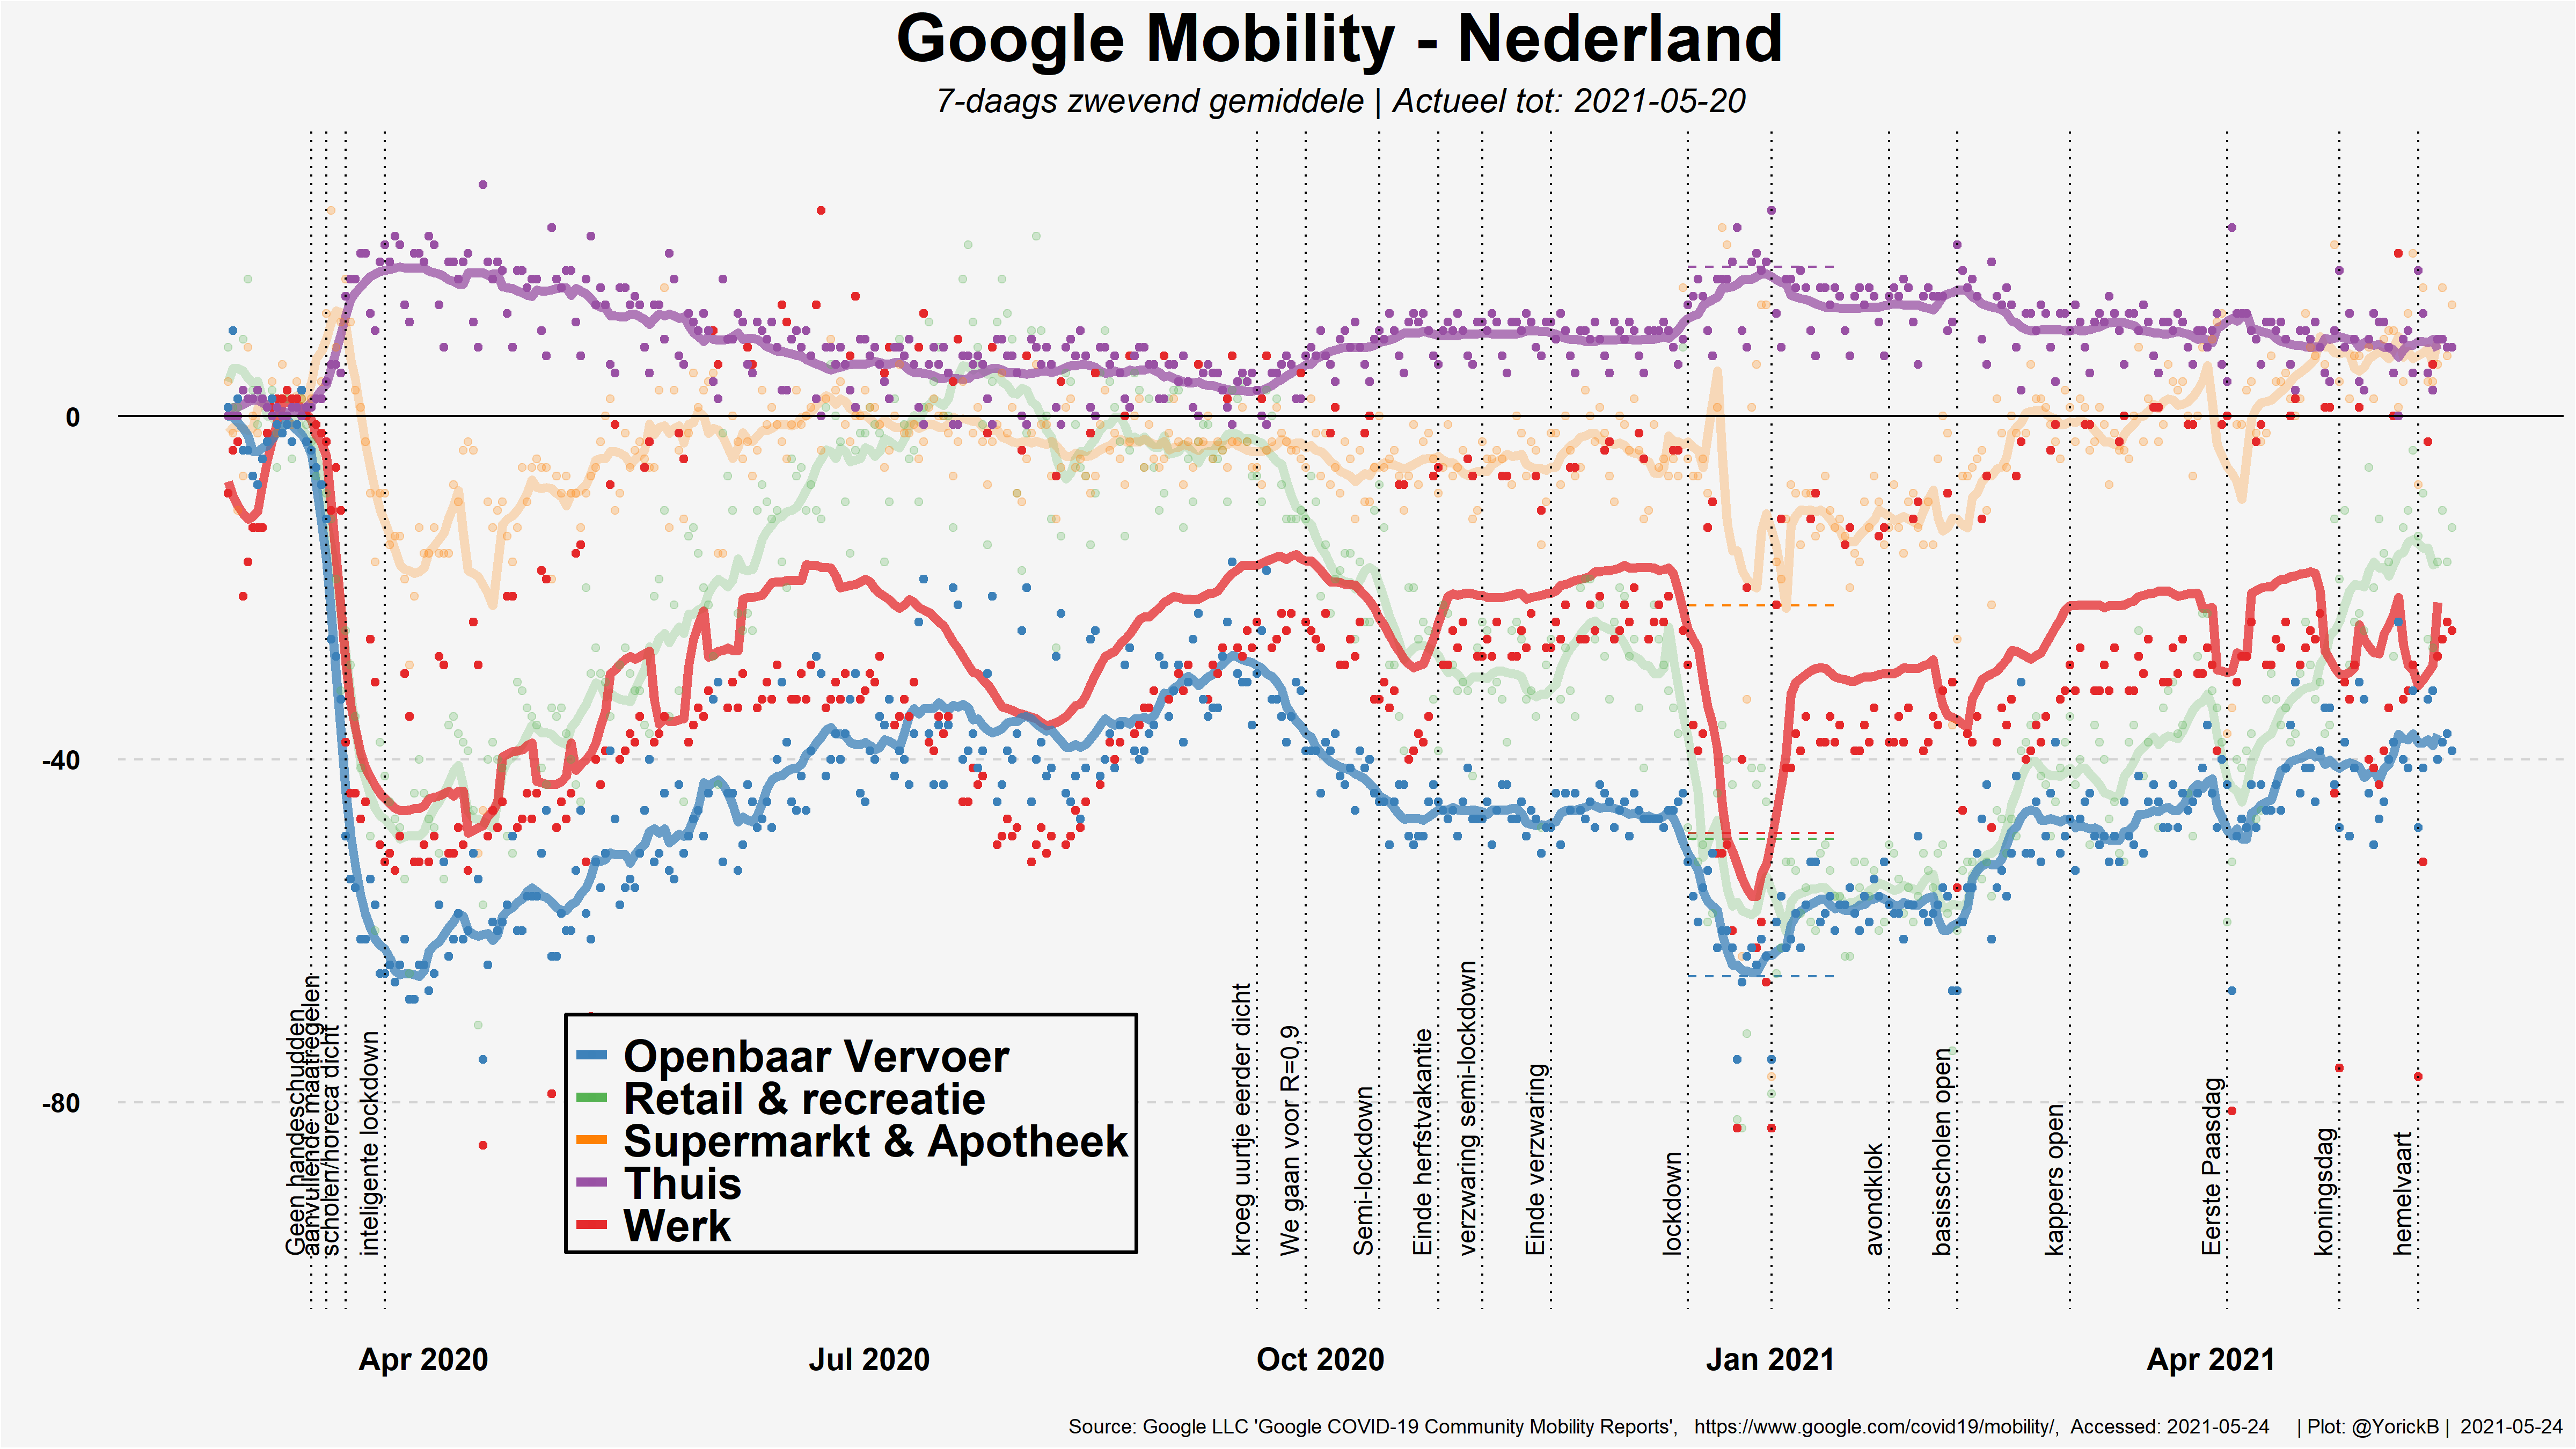 Google Mobility - Nederland
7-daags zwevend gemiddele | Actueel tot: 2021-05-20
0
-40
-80
Geen handeschudden
aanvullende maatregelen
scholen/horeca dicht
inteligente lockdown
kroeg uurtje eerder dicht
We gaan voor R=0,9
Semi-lockdown
Einde herfstvakantie
verzwaring semi-lockdown
Einde verzwaring
lockdown
avondklok
basisscholen open
kappers open
Eerste Paasdag
koningsdag
hemelvaart
Openbaar Vervoer
Retail & recreatie
Supermarkt & Apotheek
Thuis
Werk
Apr 2020
Jul 2020
Oct 2020
Jan 2021
Apr 2021
Source: Google LLC 'Google COVID-19 Community Mobility Reports', https://www.google.com/covid19/mobility/, Accessed: 2021-05-24 | Plot: @YorickB | 2021-05-24